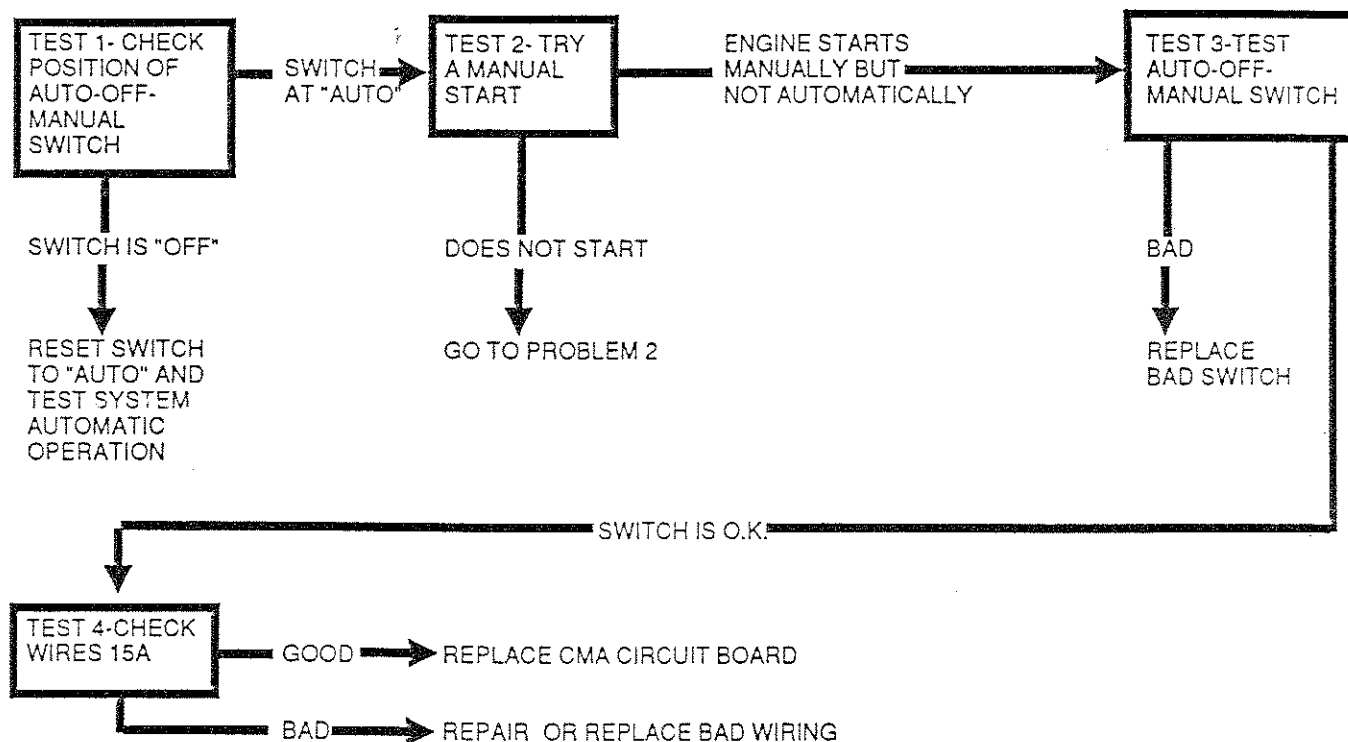 TEST 1- CHECK
POSITION OF
AUTO-OFF-
MANUAL
SWITCH
SWITCH
AT "AUTO"
TEST 2- TRY
A MANUAL
START
ENGINE STARTS
MANUALLY BUT
NOT AUTOMATICALLY
TEST 3-TEST
AUTO-OFF-
MANUAL SWITCH
SWITCH IS "OFF"
DOES NOT START
BAD
RESET SWITCH
TO "AUTO" AND
TEST SYSTEM
AUTOMATIC
OPERATION
GO TO PROBLEM 2
REPLACE
BAD SWITCH
SWITCH IS O.K.
TEST 4-CHECK
WIRES 15A
GOOD
REPLACE CMA CIRCUIT BOARD
BAD
REPAIR OR REPLACE BAD WIRING